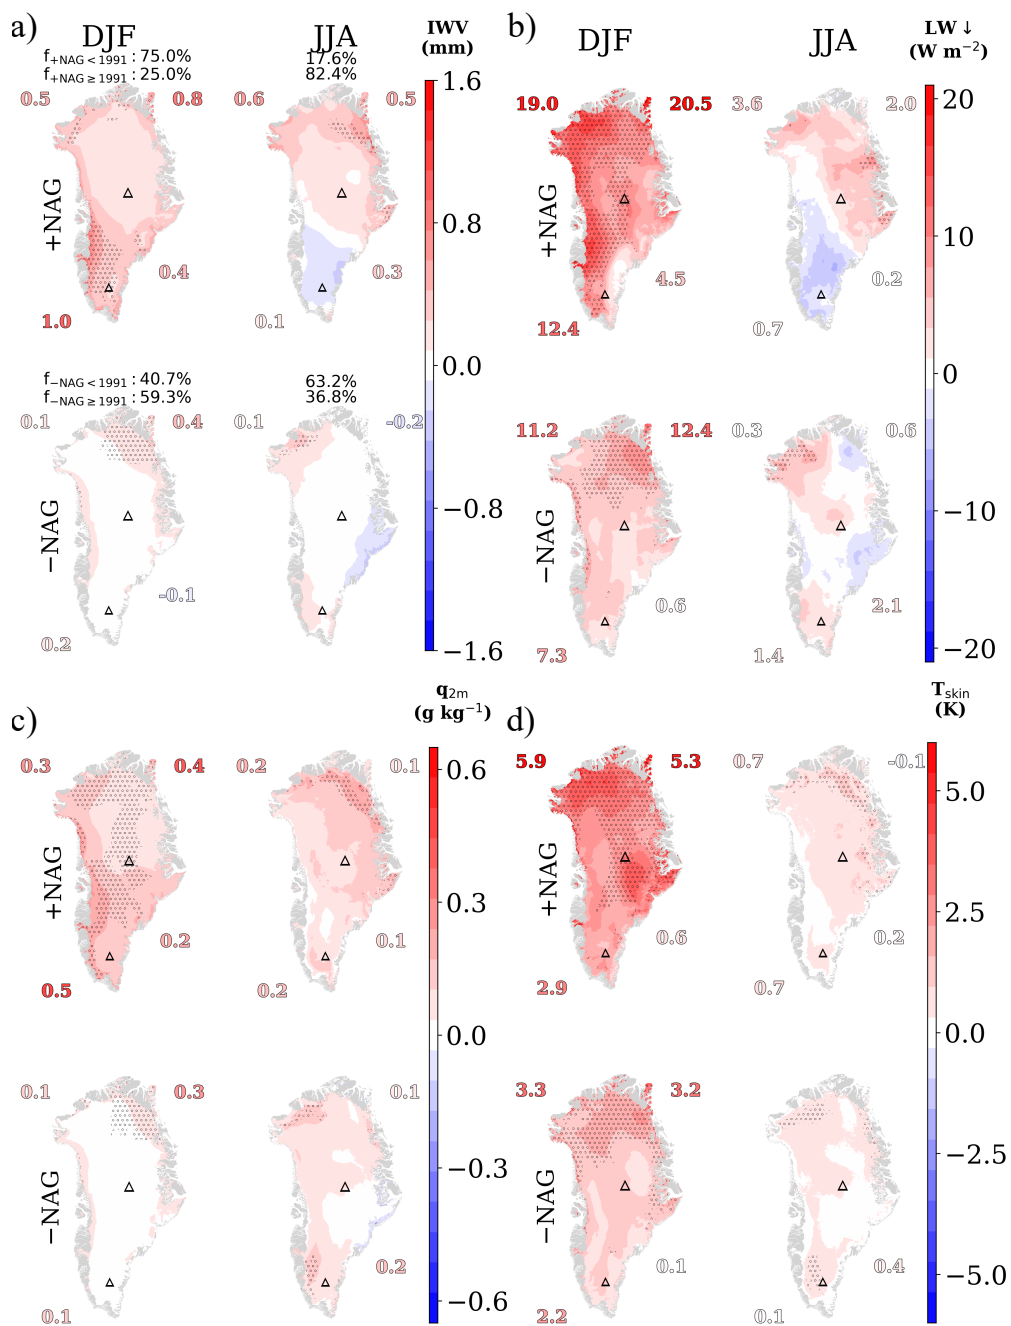 a)
DJF
JJA
IWV
(mm)
f+NAG < 1991 : 75.0%
17.6%
f+NAG ≥ 1991 : 25.0%
82.4%
0.5
0.8
0.6
0.5
1.6
+NAG
0.8
0.4
0.3
1.0
0.1
0.0
f−NAG < 1991 : 40.7%
63.2%
f−NAG ≥ 1991 : 59.3%
36.8%
0.1
0.4
0.1
-0.2
−NAG
−0.8
-0.1
0.2
−1.6
b)
DJF
JJA
LW ↓
(W m−2)
19.0
20.5
3.6
2.0
20
+NAG
10
4.5
0.2
12.4
0.7
0
11.2
12.4
0.3
0.6
−NAG
−10
0.6
2.1
7.3
1.4
−20
c)
q2m
(g kg−1)
0.3
0.4
0.2
0.1
0.6
+NAG
0.3
0.2
0.1
0.5
0.2
0.0
0.1
0.3
0.1
−NAG
−0.3
0.2
0.1
−0.6
d)
Tskin
(K)
5.9
5.3
0.7
-0.1
5.0
+NAG
2.5
0.6
0.2
2.9
0.7
0.0
3.3
3.2
−NAG
−2.5
0.1
0.4
2.2
0.1
−5.0